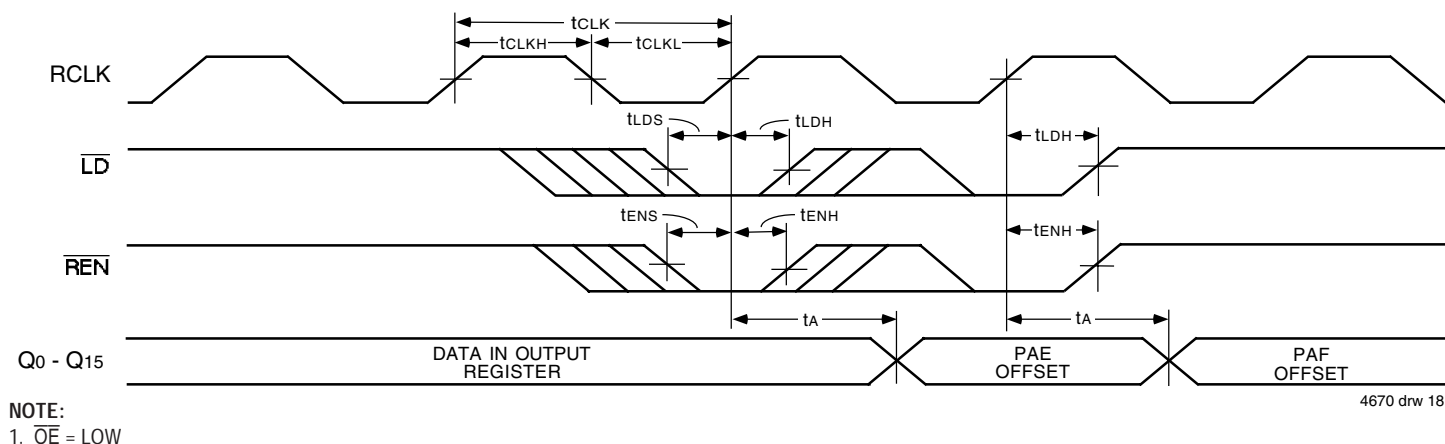 tCLK
tCLKH tCLKL
RCLK
tLDS tLDH tLDH
LD
tENS tENH tENH
REN
tA tA
Q0 - Q15 DATA IN OUTPUT REGISTER PAE OFFSET PAF OFFSET
4670 drw 18
NOTE:
1. OE = LOW